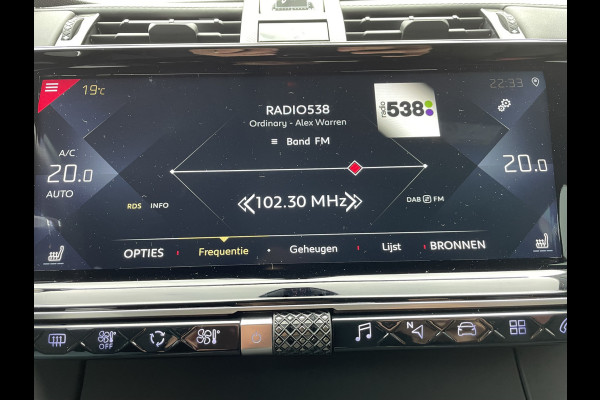 19°C
22:33
RADIO538
Ordinary - Alex Warren
radio 538
Band FM
A/C
20.0
AUTO
20.0
RDS INFO
102.30 MHz
DAB FM
OPTIES Frequentie Geheugen Lijst BRONNEN
OFF
N